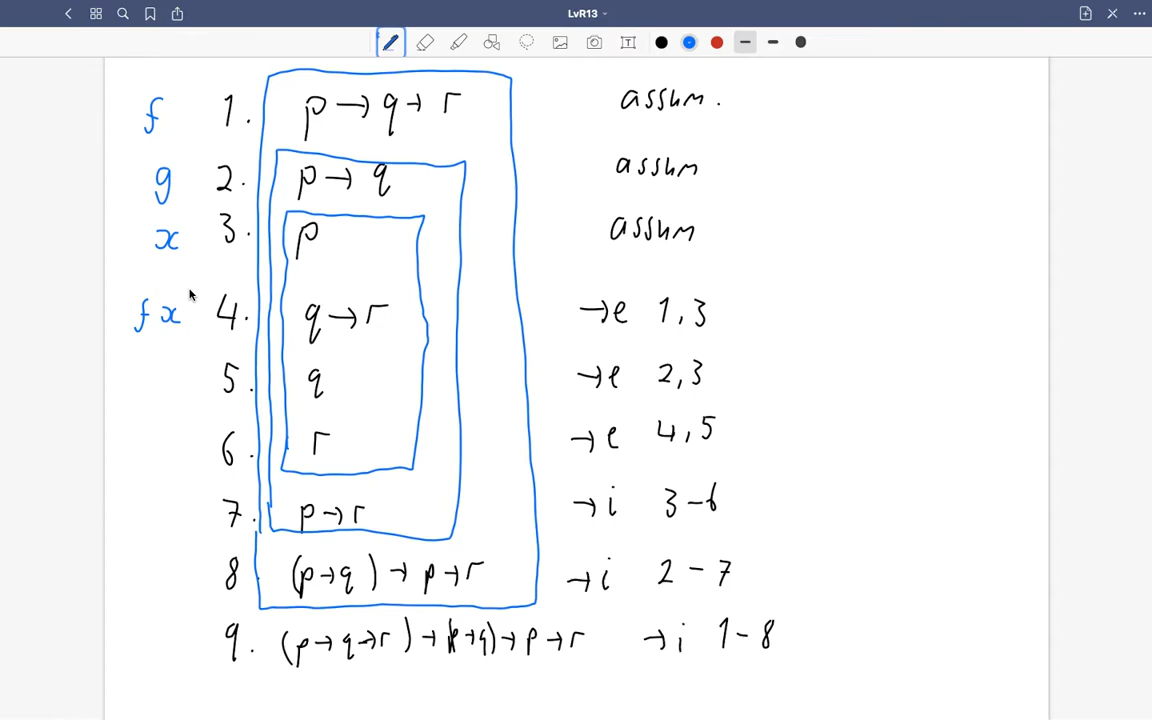 LvR13
f 1. p → q → r assum.
g 2. p → q assum
x 3. p assum
f x 4. q → r →e 1,3
5. q →e 2,3
6. r →e 4,5
7. p → r →i 3-6
8 (p → q) → p → r →i 2-7
9. (p → q → r) → (p → q) → p → r →i 1-8